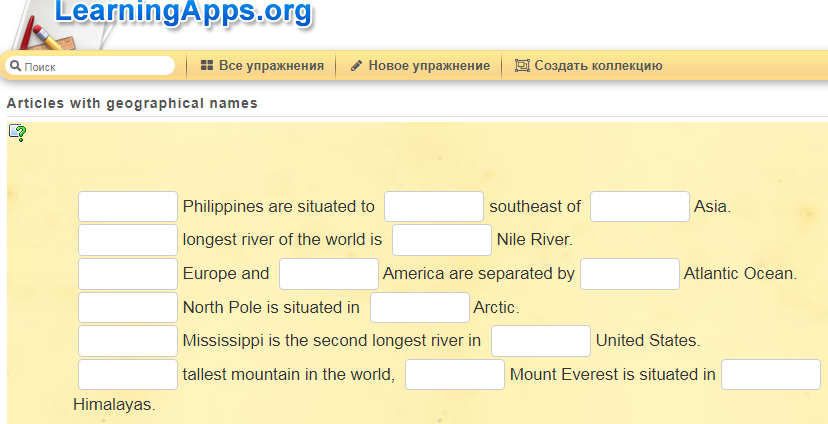 LearningApps.org
Поиск Все упражнения Новое упражнение Создать коллекцию
Articles with geographical names
Philippines are situated to southeast of Asia.
longest river of the world is Nile River.
Europe and America are separated by Atlantic Ocean.
North Pole is situated in Arctic.
Mississippi is the second longest river in United States.
tallest mountain in the world, Mount Everest is situated in
Himalayas.